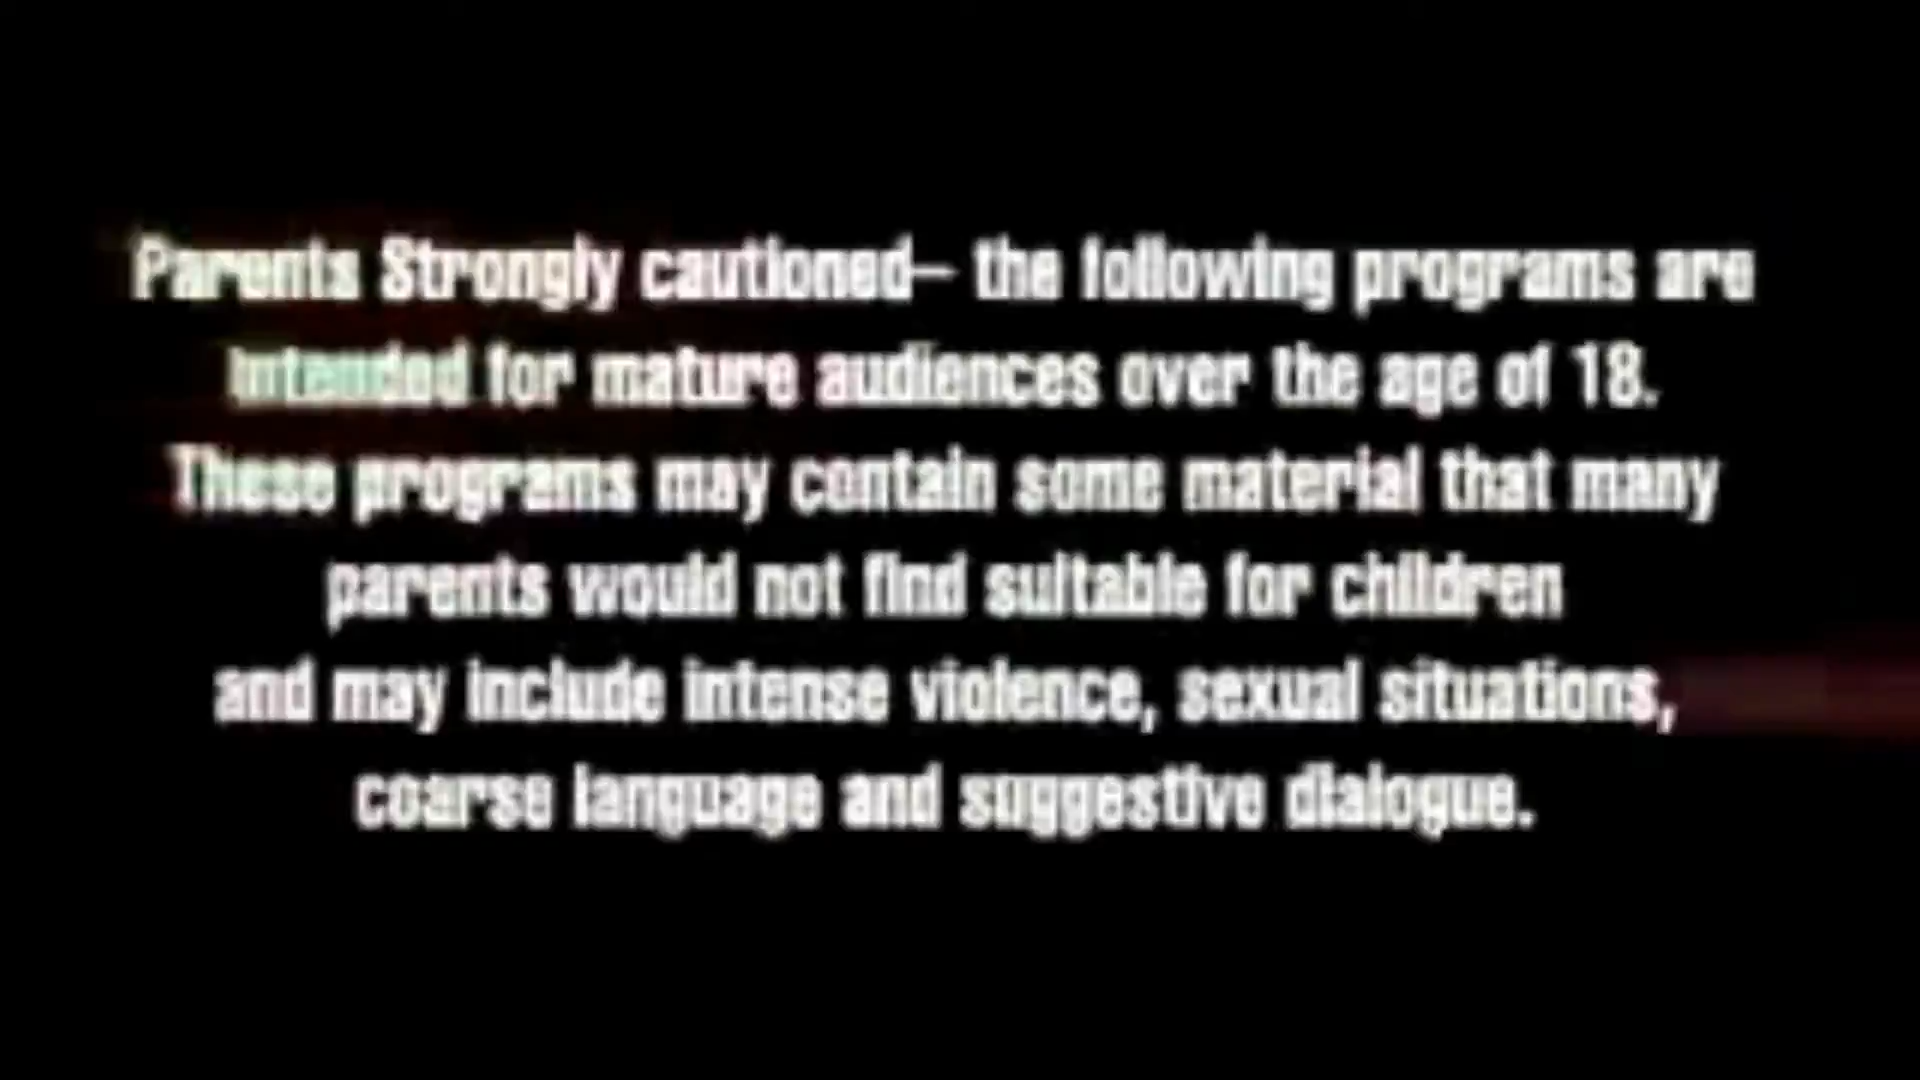 Parents Strongly cautioned– the following programs are
intended for mature audiences over the age of 18.
These programs may contain some material that many
parents would not find suitable for children
and may include intense violence, sexual situations,
coarse language and suggestive dialogue.